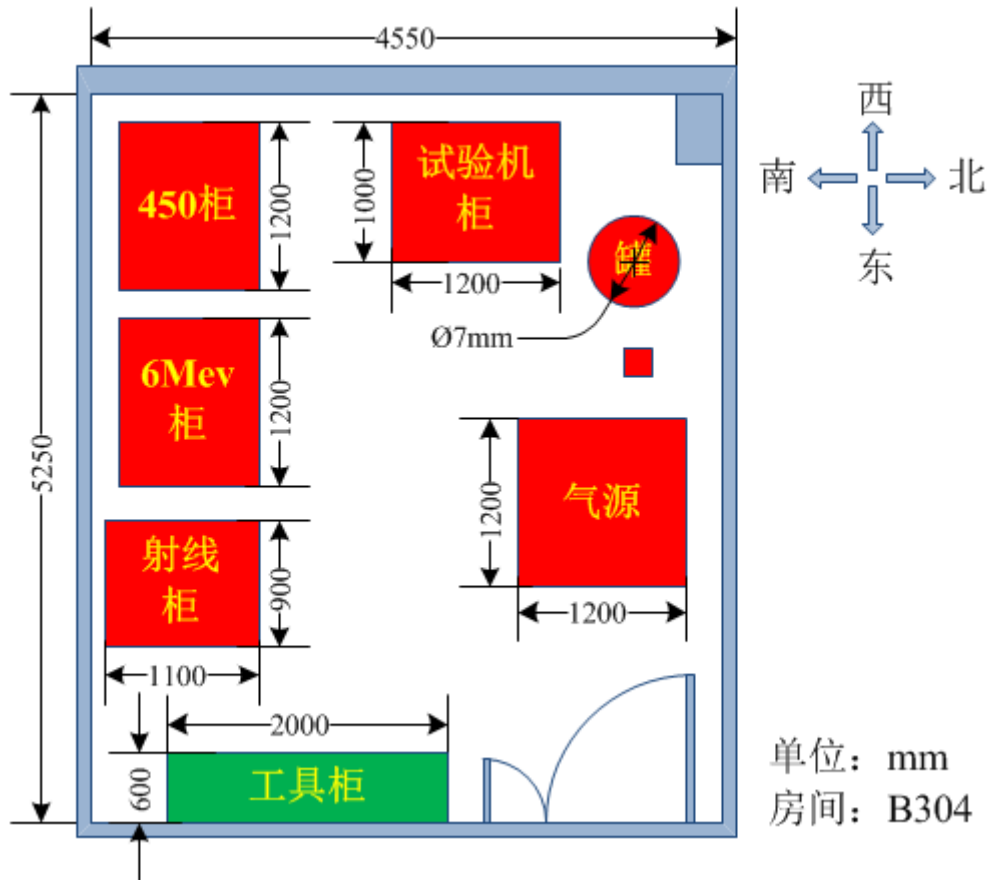 4550
西
南
北
东
450柜
1200
1000
试验机
柜
1200
罐
Ø7mm
6Mev
柜
1200
5250
气源
1200
1200
射线
柜
900
1100
2000
600
工具柜
单位：mm
房间：B304